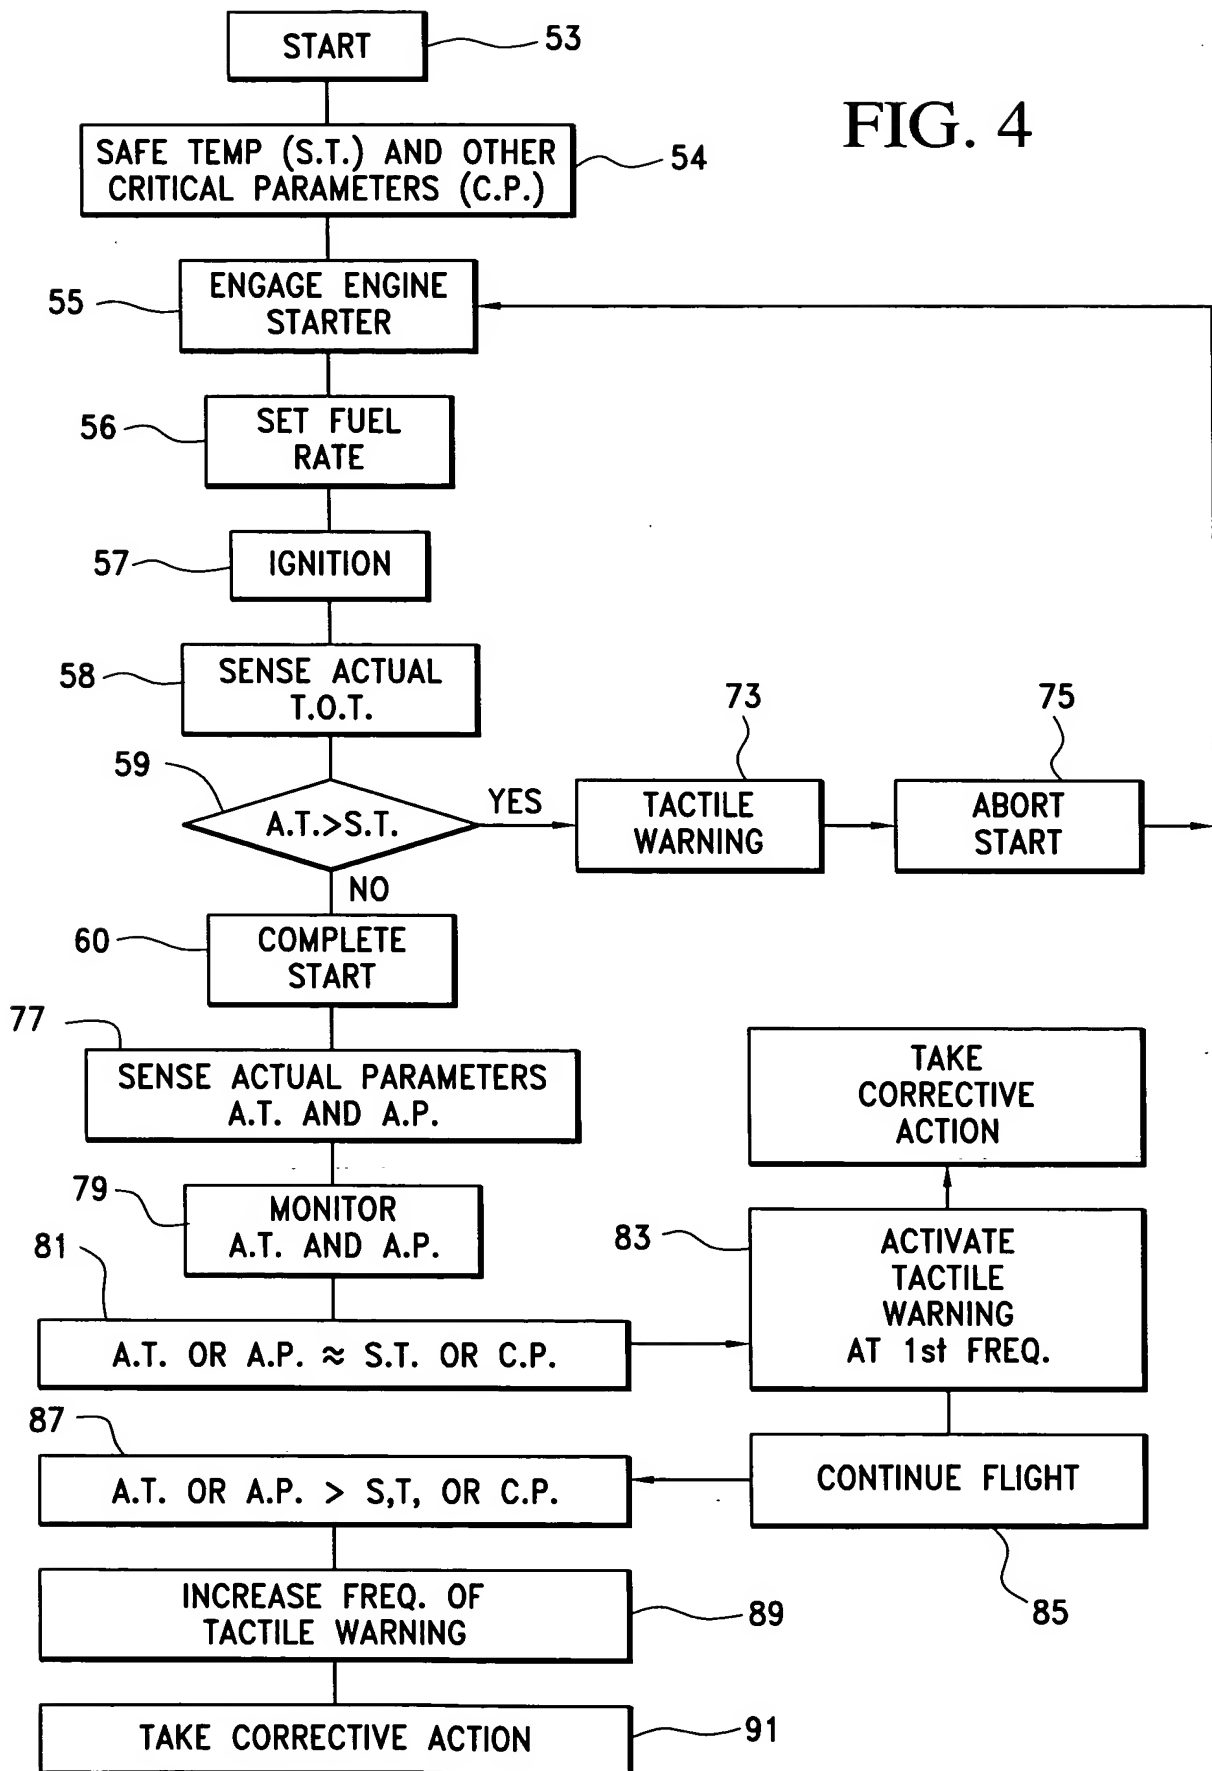 START
53
FIG. 4
SAFE TEMP (S.T.) AND OTHER
CRITICAL PARAMETERS (C.P.)
54
ENGAGE ENGINE
STARTER
55
SET FUEL
RATE
56
IGNITION
57
SENSE ACTUAL
T.O.T.
58
59
A.T.>S.T.
YES
NO
73
TACTILE
WARNING
75
ABORT
START
COMPLETE
START
60
77
SENSE ACTUAL PARAMETERS
A.T. AND A.P.
TAKE
CORRECTIVE
ACTION
79
MONITOR
A.T. AND A.P.
81
A.T. OR A.P. ≈ S.T. OR C.P.
83
ACTIVATE
TACTILE
WARNING
AT 1st FREQ.
87
A.T. OR A.P. > S,T, OR C.P.
CONTINUE FLIGHT
85
INCREASE FREQ. OF
TACTILE WARNING
89
TAKE CORRECTIVE ACTION
91